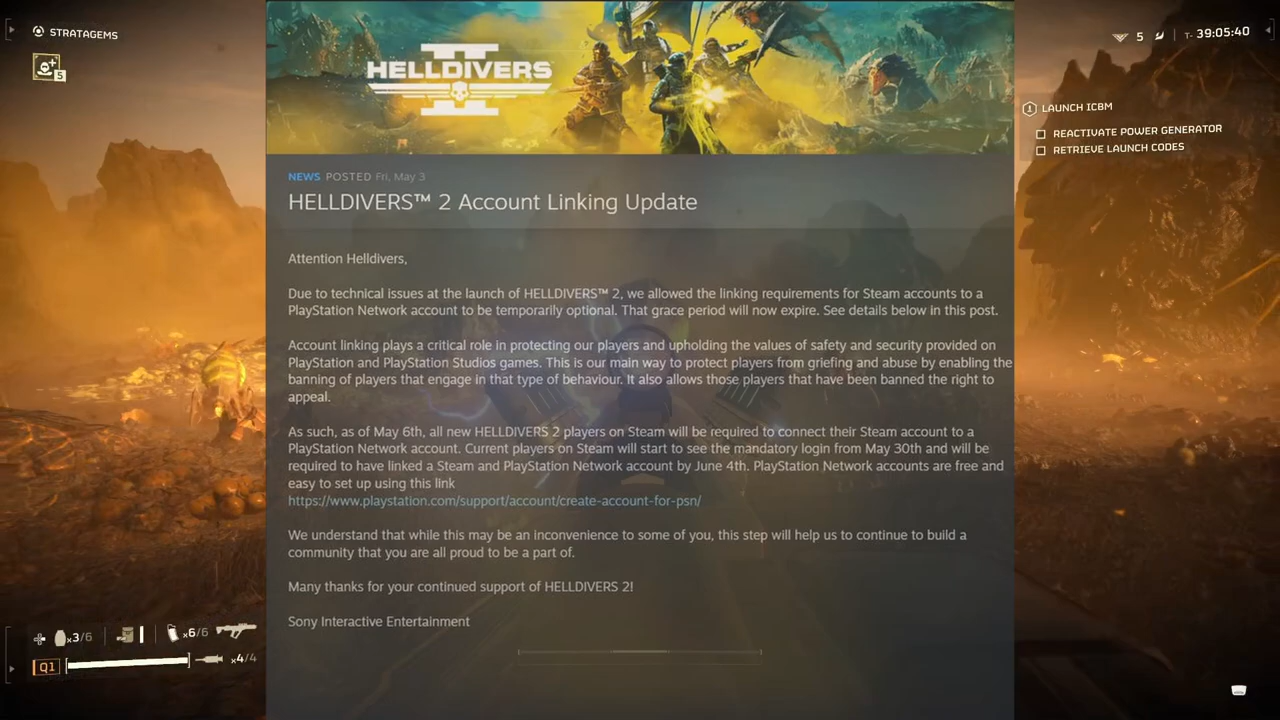 STRATAGEMS
5
5
T- 39:05:40
1 LAUNCH ICBM
REACTIVATE POWER GENERATOR
RETRIEVE LAUNCH CODES
HELLDIVERS
II
NEWS POSTED Fri, May 3
HELLDIVERS™ 2 Account Linking Update
Attention Helldivers,
Due to technical issues at the launch of HELLDIVERS™ 2, we allowed the linking requirements for Steam accounts to a
PlayStation Network account to be temporarily optional. That grace period will now expire. See details below in this post.
Account linking plays a critical role in protecting our players and upholding the values of safety and security provided on
PlayStation and PlayStation Studios games. This is our main way to protect players from griefing and abuse by enabling the
banning of players that engage in that type of behaviour. It also allows those players that have been banned the right to
appeal.
As such, as of May 6th, all new HELLDIVERS 2 players on Steam will be required to connect their Steam account to a
PlayStation Network account. Current players on Steam will start to see the mandatory login from May 30th and will be
required to have linked a Steam and PlayStation Network account by June 4th. PlayStation Network accounts are free and
easy to set up using this link
https://www.playstation.com/support/account/create-account-for-psn/
We understand that while this may be an inconvenience to some of you, this step will help us to continue to build a
community that you are all proud to be a part of.
Many thanks for your continued support of HELLDIVERS 2!
Sony Interactive Entertainment
x3/6
x6/6
Q1
x4/4